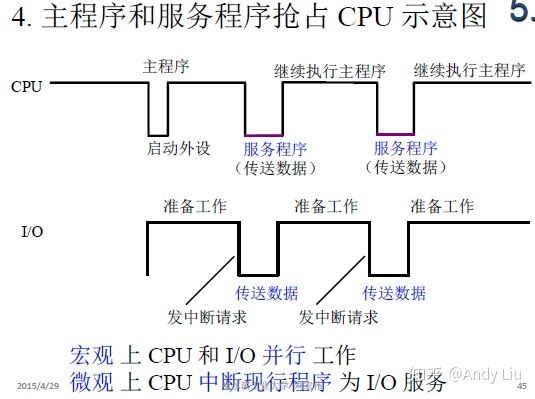 4. 主程序和服务程序抢占 CPU 示意图
5.
主程序
继续执行主程序
继续执行主程序
CPU
启动外设
服务程序
(传送数据)
服务程序
(传送数据)
准备工作
准备工作
准备工作
I/O
传送数据
传送数据
发中断请求
发中断请求
宏观 上 CPU 和 I/O 并行 工作
微观 上 CPU 中断现行程序 为 I/O 服务
2015/4/29
45
知乎 @Andy Liu